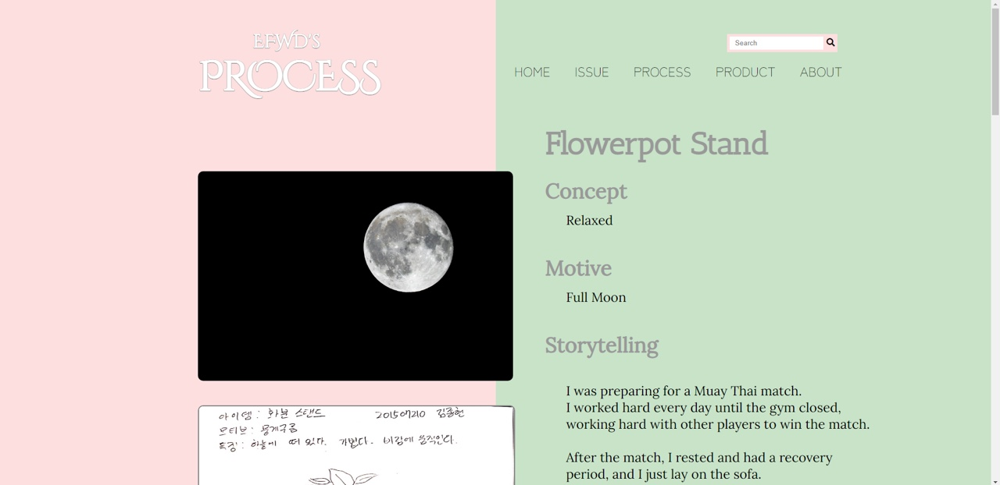 EFWD'S
PROCESS
Search
HOME ISSUE PROCESS PRODUCT ABOUT
Flowerpot Stand
Concept
Relaxed
Motive
Full Moon
Storytelling
I was preparing for a Muay Thai match.
I worked hard every day until the gym closed,
working hard with other players to win the match.
After the match, I rested and had a recovery
period, and I just lay on the sofa.
아이템 : 화분 스탠드 20150710 김종현
모티브 : 뭉게구름
특징 : 하늘에 떠 있다. 가볍다. 바람에 움직인다.